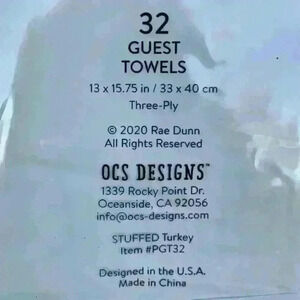 32
GUEST
TOWELS
13 x 15.75 in / 33 x 40 cm
Three-Ply
© 2020 Rae Dunn
All Rights Reserved
OCS DESIGNS™
1339 Rocky Point Dr.
Oceanside, CA 92056
info@ocs-designs.com
STUFFED Turkey
Item #PGT32
Designed in the U.S.A.
Made in China